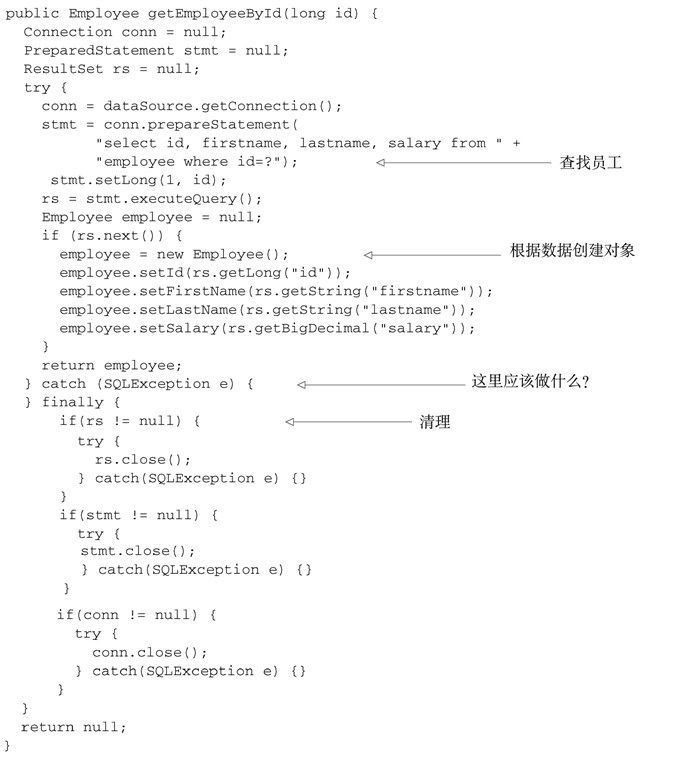 public Employee getEmployeeById(long id) {
  Connection conn = null;
  PreparedStatement stmt = null;
  ResultSet rs = null;
  try {
    conn = dataSource.getConnection();
    stmt = conn.prepareStatement(
          "select id, firstname, lastname, salary from " +
          "employee where id=?"); 查找员工
     stmt.setLong(1, id);
    rs = stmt.executeQuery();
    Employee employee = null;
    if (rs.next()) {
      employee = new Employee(); 根据数据创建对象
      employee.setId(rs.getLong("id"));
      employee.setFirstName(rs.getString("firstname"));
      employee.setLastName(rs.getString("lastname"));
      employee.setSalary(rs.getBigDecimal("salary"));
    }
    return employee;
  } catch (SQLException e) { 这里应该做什么?
  } finally {
      if(rs != null) { 清理
        try {
          rs.close();
        } catch(SQLException e) {}
      }
      if(stmt != null) {
        try {
        stmt.close();
        } catch(SQLException e) {}
      }
      if(conn != null) {
        try {
          conn.close();
        } catch(SQLException e) {}
      }
  }
  return null;
}